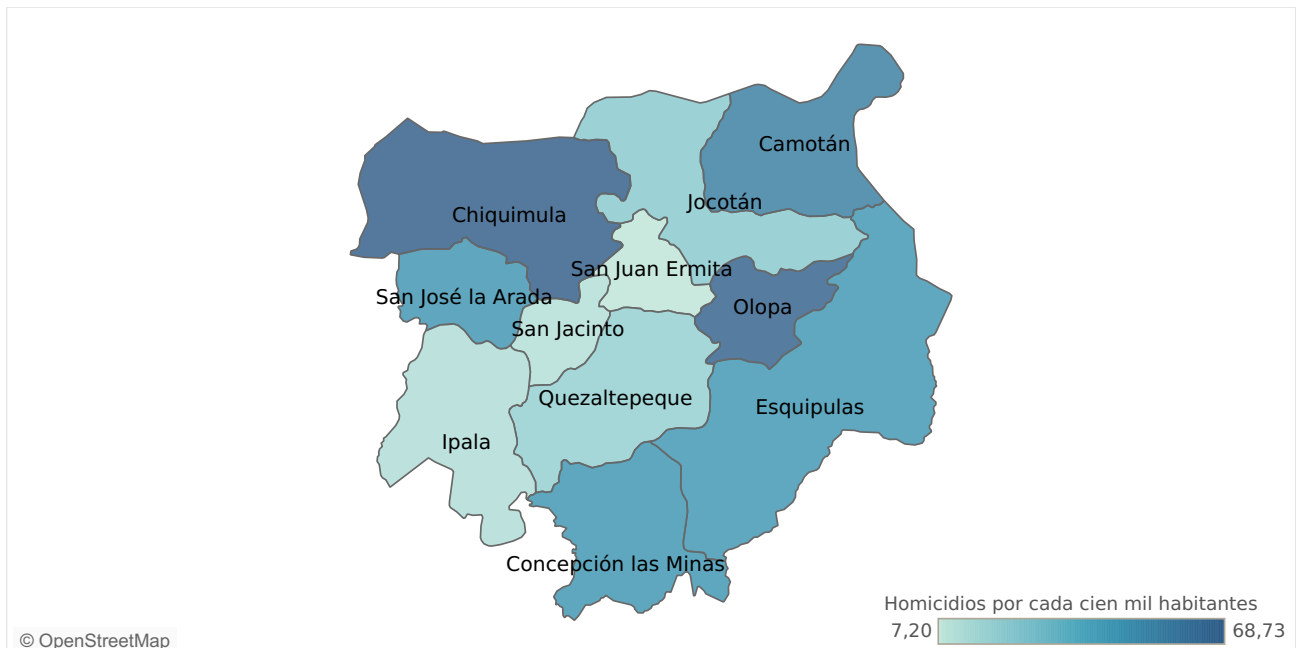 Camotán
Jocotán
Chiquimula
San Juan Ermita
San José la Arada
Olopa
San Jacinto
Quezaltepeque
Esquipulas
Ipala
Concepción las Minas
Homicidios por cada cien mil habitantes
7,20 68,73
© OpenStreetMap